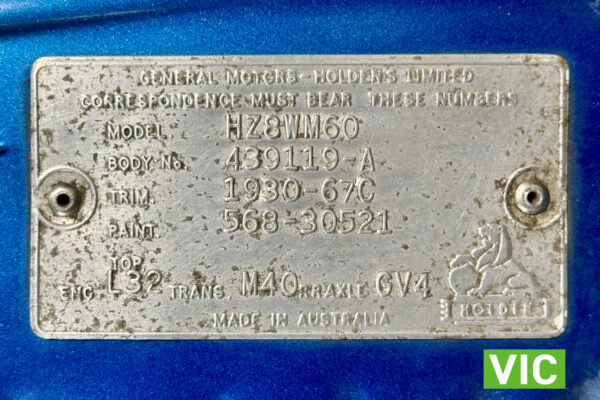 GENERAL MOTORS-HOLDEN'S LIMITED
CORRESPONDENCE MUST BEAR THESE NUMBERS
MODEL. HZ8WM60
BODY No. 439119-A
TRIM. 1930-67C
PAINT. 568-30521
TOP
ENG L32 TRANS. M40 RR AXLE GV4
MADE IN AUSTRALIA
HOLDEN
VIC